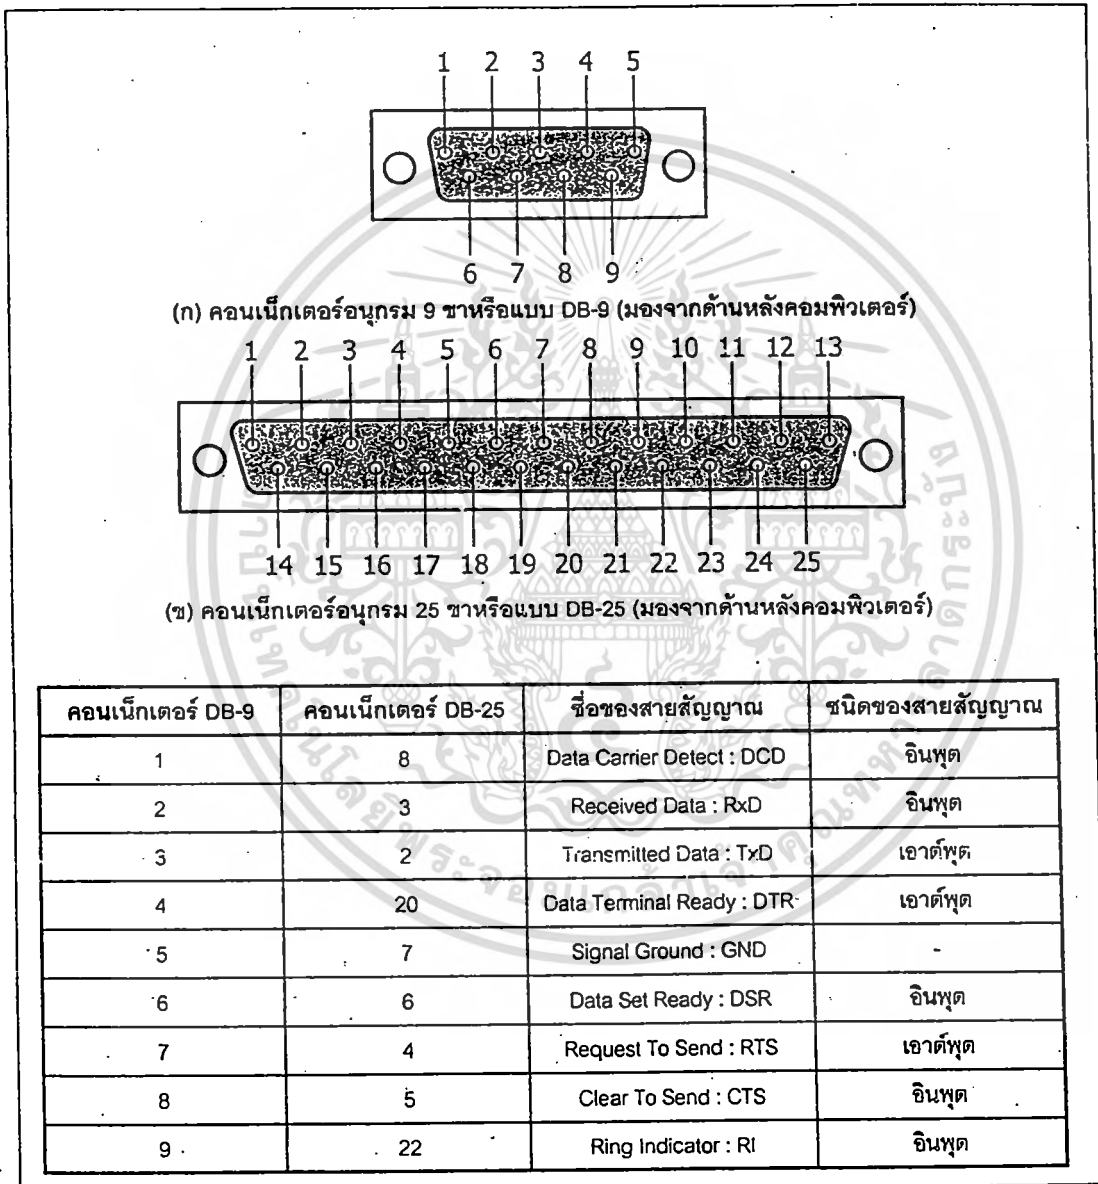 1 2 3 4 5
6 7 8 9
(ก) คอนเน็กเตอร์อนุกรม 9 ขาหรือแบบ DB-9 (มองจากด้านหลังคอมพิวเตอร์)
1 2 3 4 5 6 7 8 9 10 11 12 13
14 15 16 17 18 19 20 21 22 23 24 25
(ข) คอนเน็กเตอร์อนุกรม 25 ขาหรือแบบ DB-25 (มองจากด้านหลังคอมพิวเตอร์)
คอนเน็กเตอร์ DB-9 คอนเน็กเตอร์ DB-25 ชื่อของสายสัญญาณ ชนิดของสายสัญญาณ
1 8 Data Carrier Detect : DCD อินพุต
2 3 Received Data : RxD อินพุต
3 2 Transmitted Data : TxD เอาต์พุต
4 20 Data Terminal Ready : DTR เอาต์พุต
5 7 Signal Ground : GND -
6 6 Data Set Ready : DSR อินพุต
7 4 Request To Send : RTS เอาต์พุต
8 5 Clear To Send : CTS อินพุต
9 22 Ring Indicator : RI อินพุต